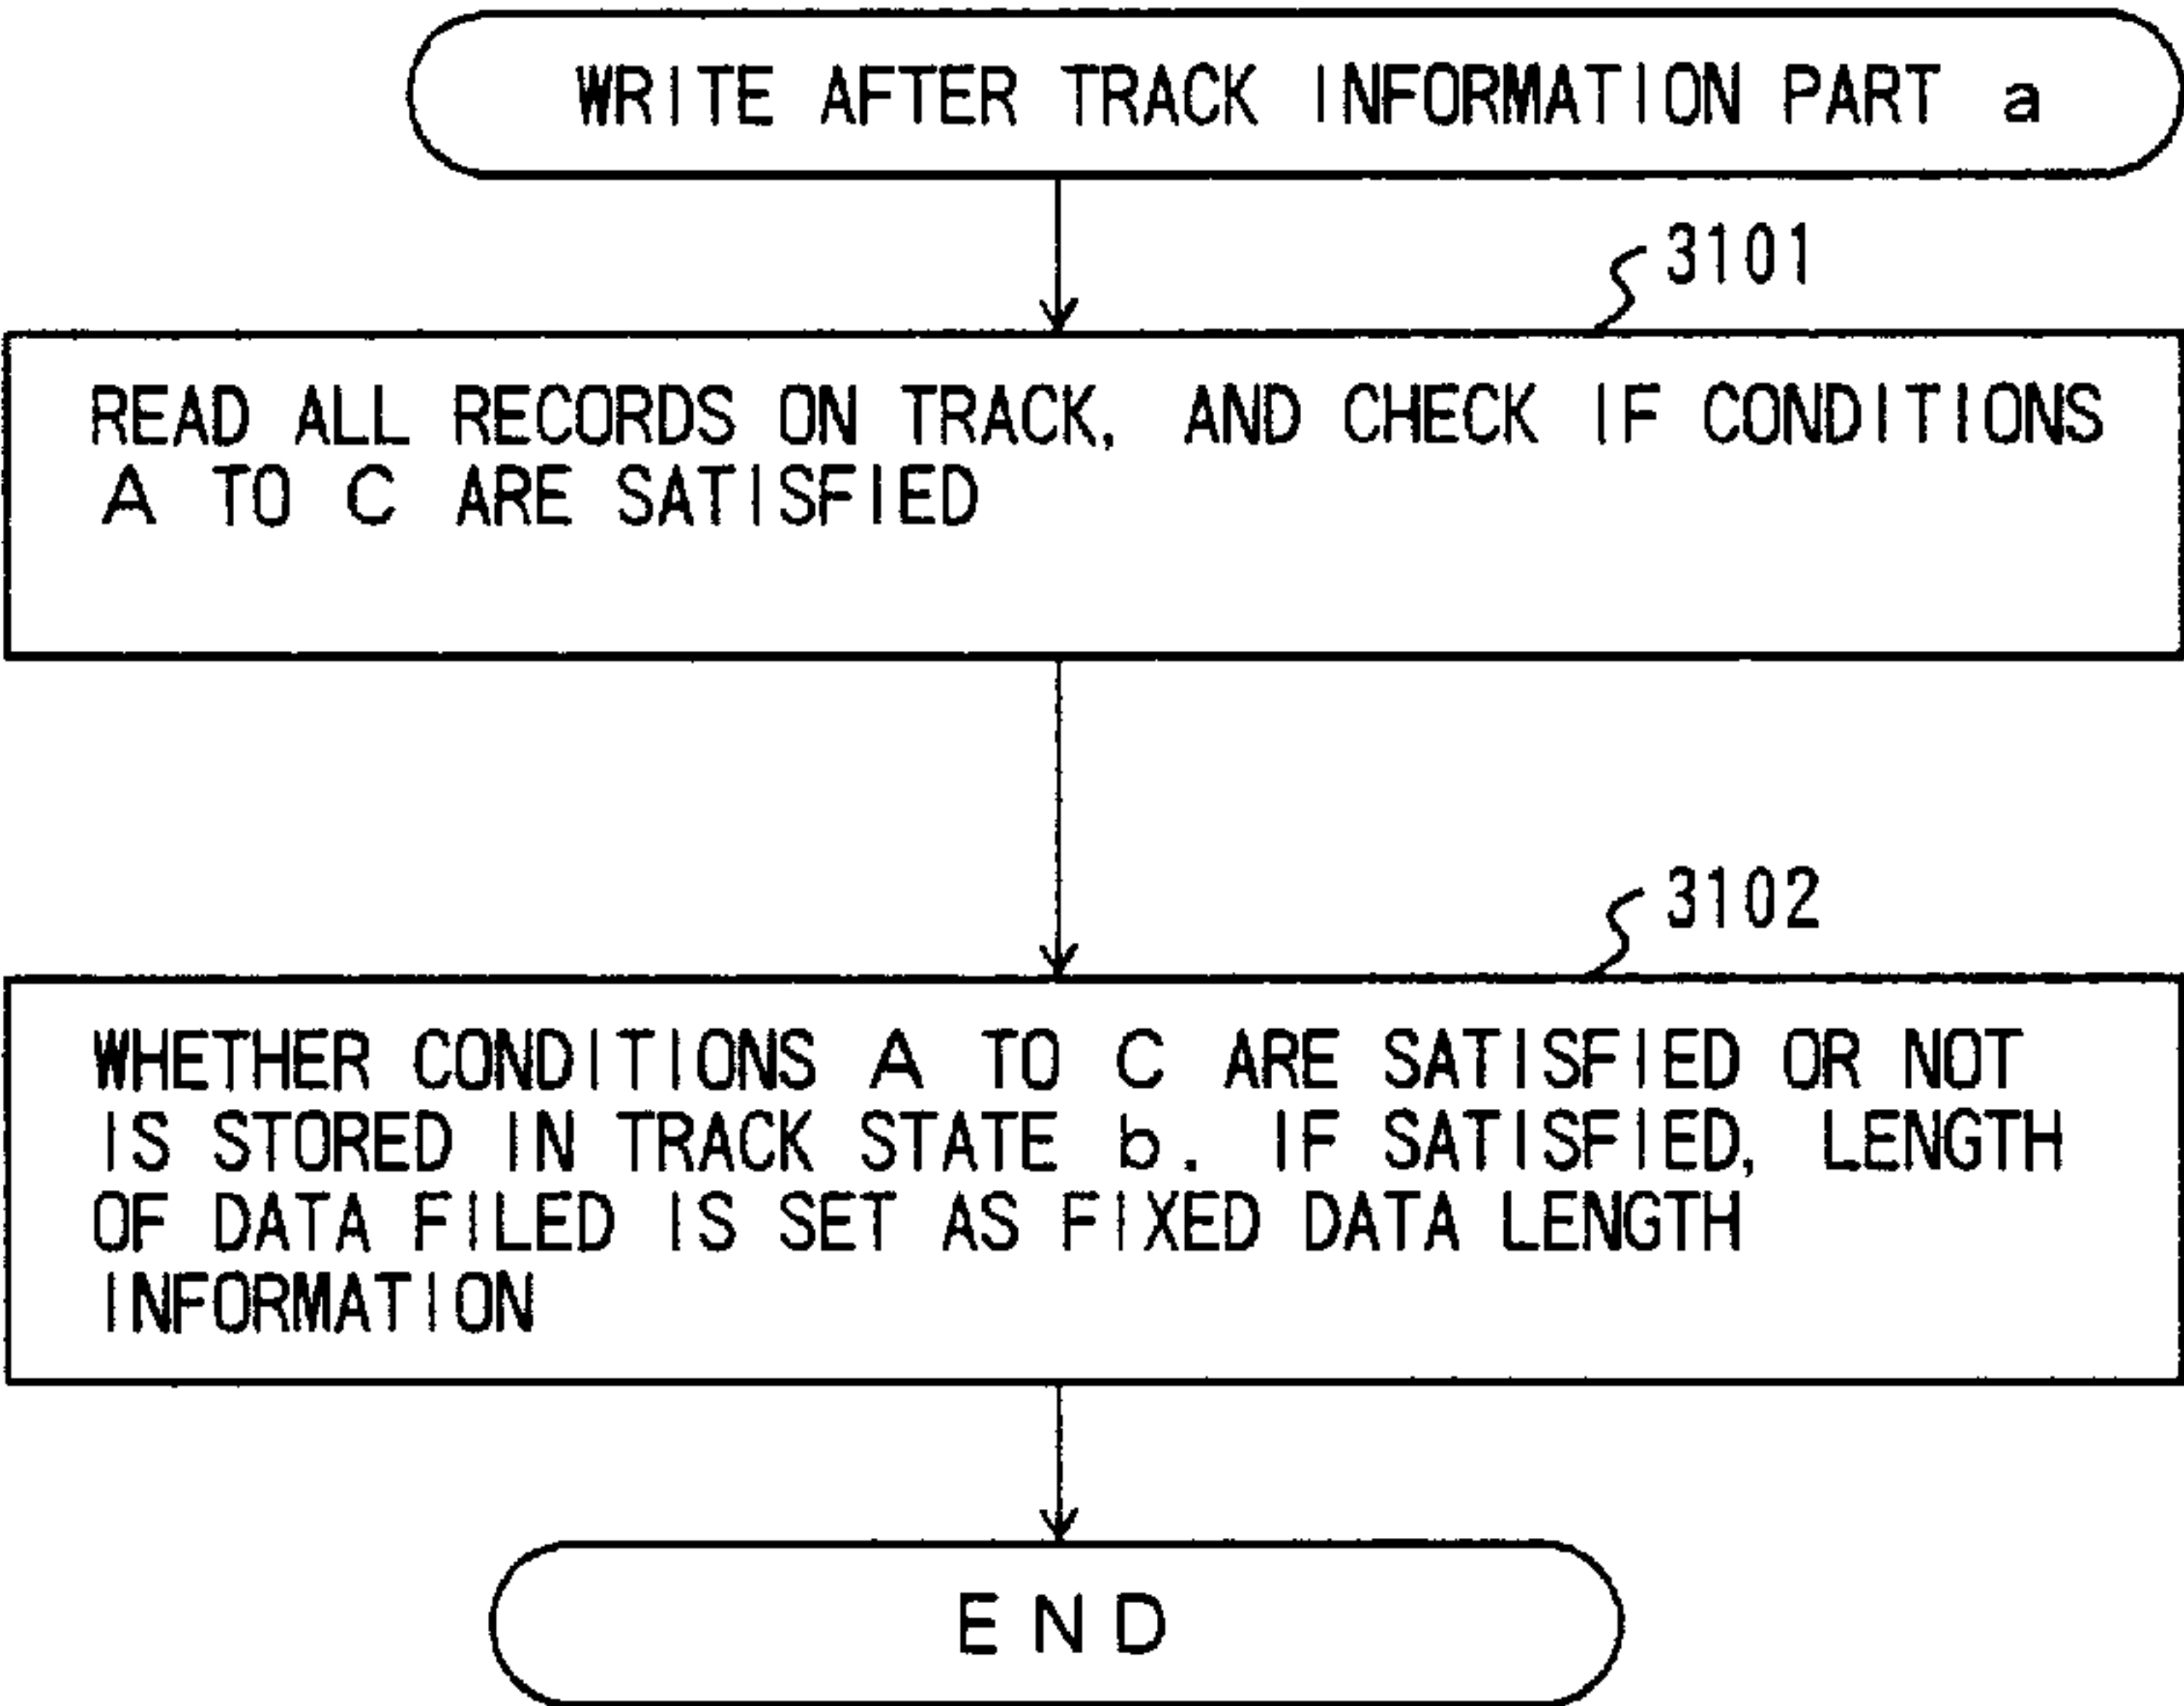 WRITE AFTER TRACK INFORMATION PART a
3101
READ ALL RECORDS ON TRACK, AND CHECK IF CONDITIONS
A TO C ARE SATISFIED
3102
WHETHER CONDITIONS A TO C ARE SATISFIED OR NOT
IS STORED IN TRACK STATE b. IF SATISFIED, LENGTH
OF DATA FILED IS SET AS FIXED DATA LENGTH
INFORMATION
END